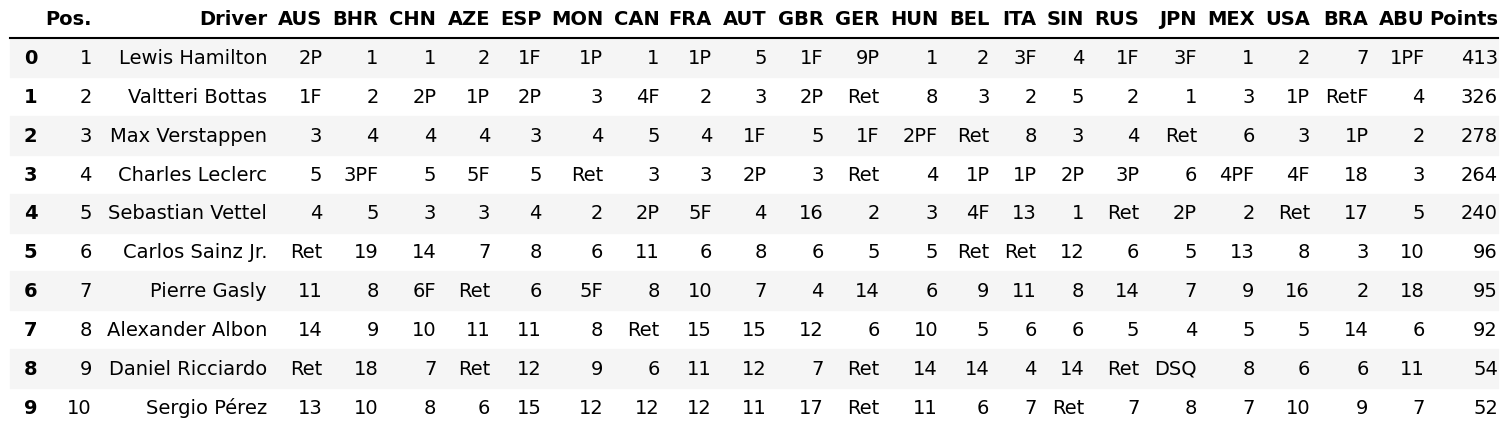 Pos. Driver AUS BHR CHN AZE ESP MON CAN FRA AUT GBR GER HUN BEL ITA SIN RUS JPN MEX USA BRA ABU Points
0 1 Lewis Hamilton 2P 1 1 2 1F 1P 1 1P 5 1F 9P 1 2 3F 4 1F 3F 1 2 7 1PF 413
1 2 Valtteri Bottas 1F 2 2P 1P 2P 3 4F 2 3 2P Ret 8 3 2 5 2 1 3 1P RetF 4 326
2 3 Max Verstappen 3 4 4 4 3 4 5 4 1F 5 1F 2PF Ret 8 3 4 Ret 6 3 1P 2 278
3 4 Charles Leclerc 5 3PF 5 5F 5 Ret 3 3 2P 3 Ret 4 1P 1P 2P 3P 6 4PF 4F 18 3 264
4 5 Sebastian Vettel 4 5 3 3 4 2 2P 5F 4 16 2 3 4F 13 1 Ret 2P 2 Ret 17 5 240
5 6 Carlos Sainz Jr. Ret 19 14 7 8 6 11 6 8 6 5 5 Ret Ret 12 6 5 13 8 3 10 96
6 7 Pierre Gasly 11 8 6F Ret 6 5F 8 10 7 4 14 6 9 11 8 14 7 9 16 2 18 95
7 8 Alexander Albon 14 9 10 11 11 8 Ret 15 15 12 6 10 5 6 6 5 4 5 5 14 6 92
8 9 Daniel Ricciardo Ret 18 7 Ret 12 9 6 11 12 7 Ret 14 14 4 14 Ret DSQ 8 6 6 11 54
9 10 Sergio Pérez 13 10 8 6 15 12 12 12 11 17 Ret 11 6 7 Ret 7 8 7 10 9 7 52